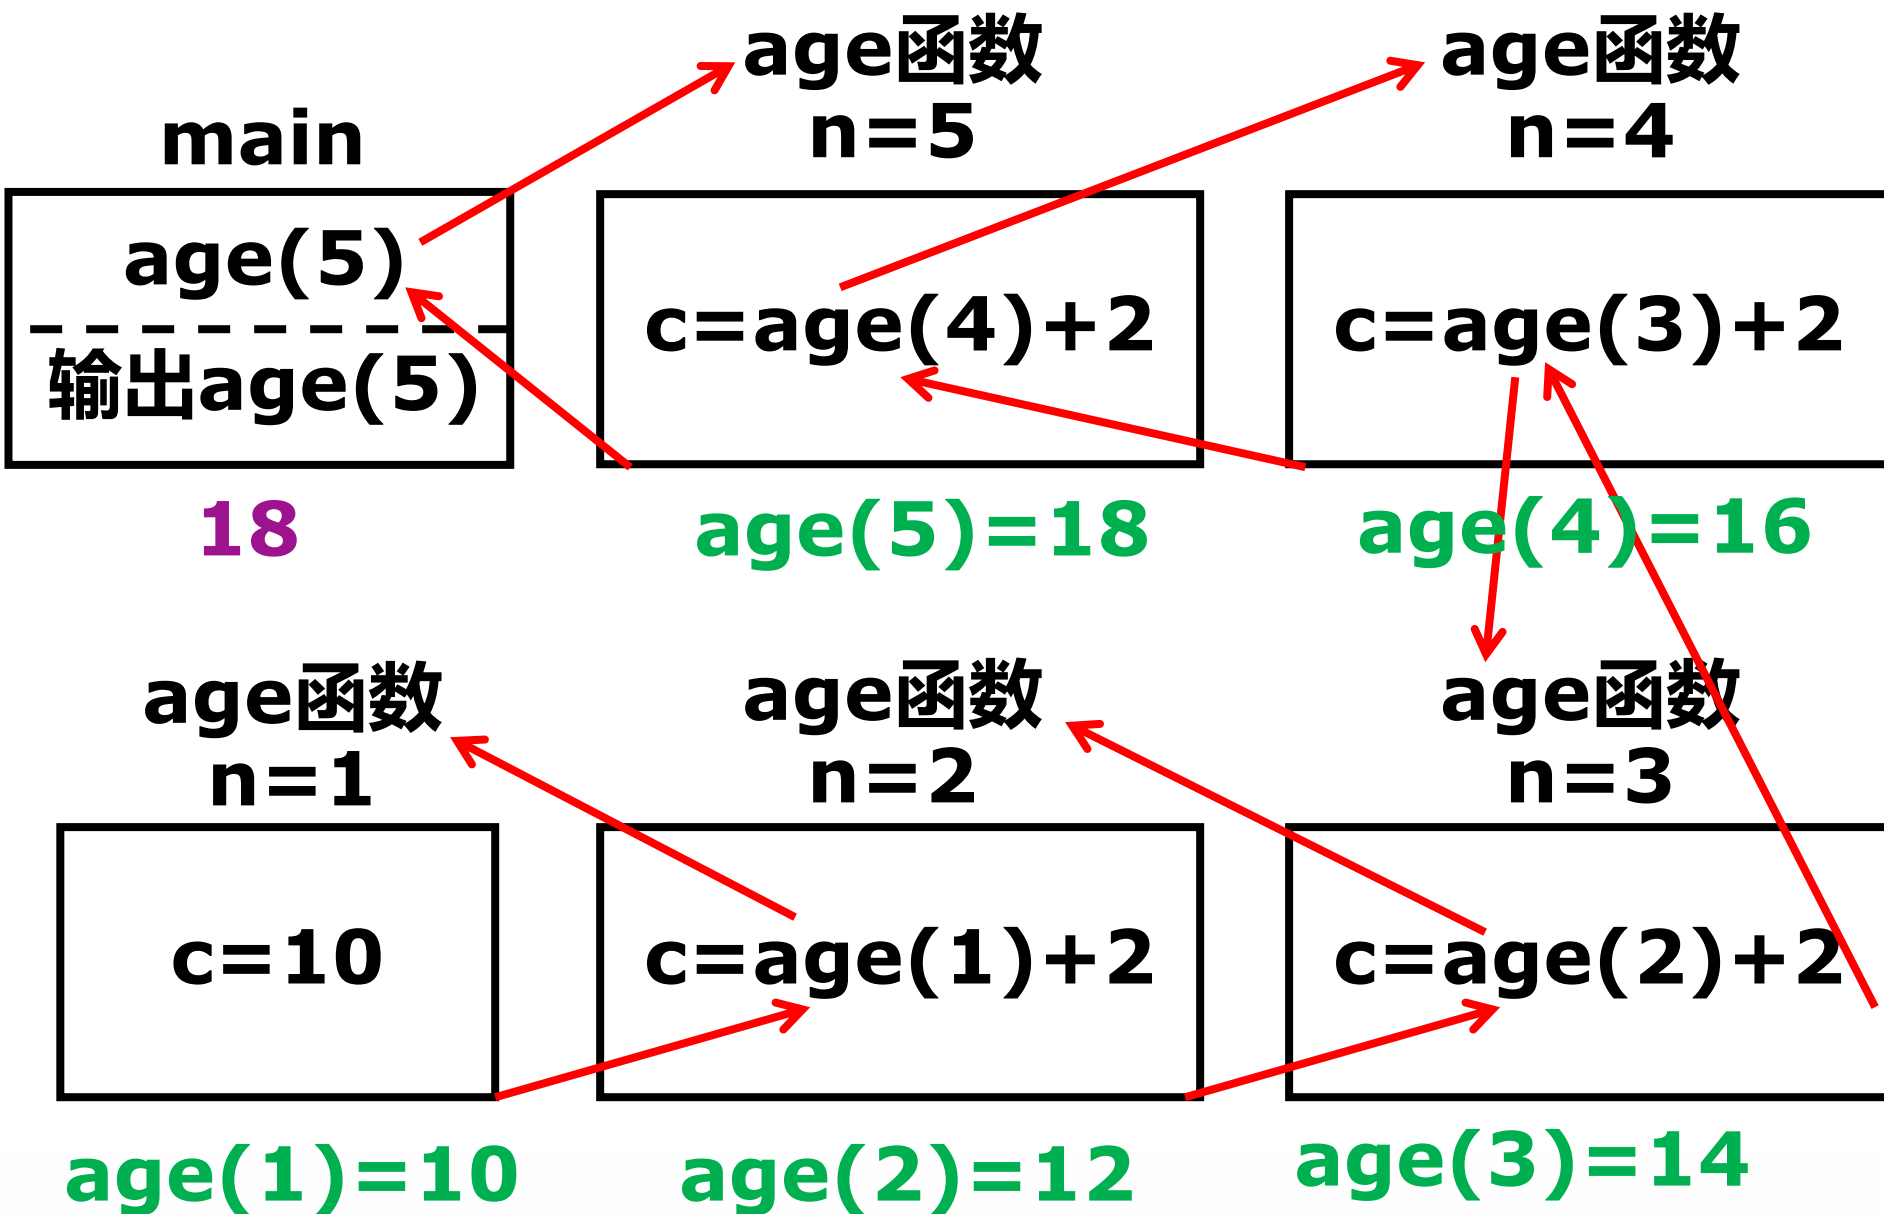 main
age(5)
输出age(5)
18
age函数
n=5
c=age(4)+2
age(5)=18
age函数
n=4
c=age(3)+2
age(4)=16
age函数
n=1
c=10
age(1)=10
age函数
n=2
c=age(1)+2
age(2)=12
age函数
n=3
c=age(2)+2
age(3)=14